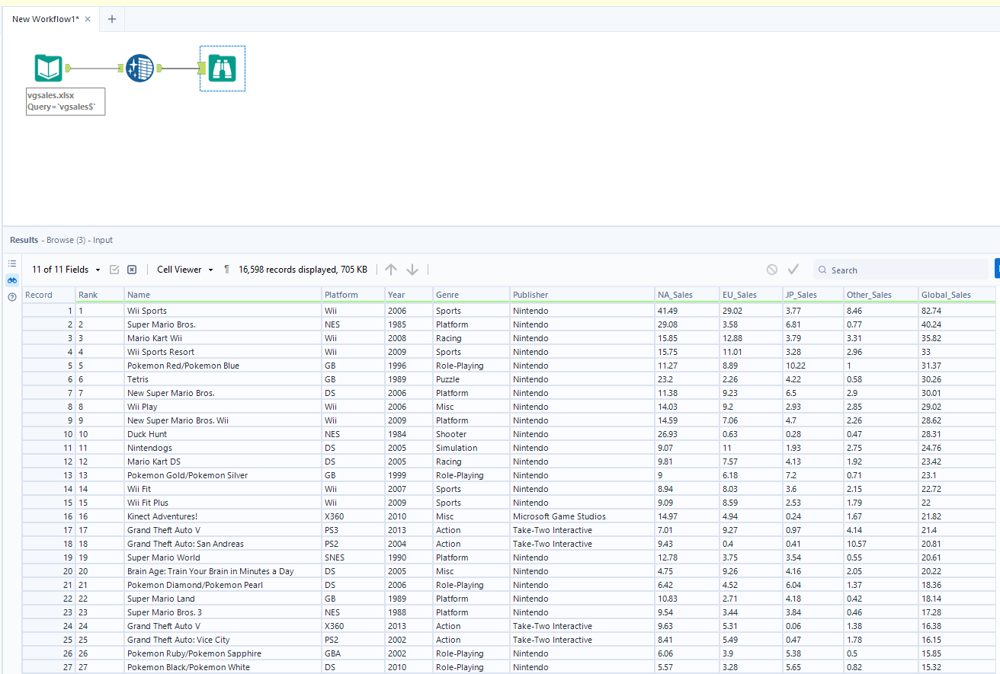 New Workflow1* × +
vgsales.xlsx
Query=`vgsales$`
Results - Browse (3) - Input
11 of 11 Fields Cell Viewer ¶ 16,598 records displayed, 705 KB Search
Record Rank Name Platform Year Genre Publisher NA_Sales EU_Sales JP_Sales Other_Sales Global_Sales
1 1 Wii Sports Wii 2006 Sports Nintendo 41.49 29.02 3.77 8.46 82.74
2 2 Super Mario Bros. NES 1985 Platform Nintendo 29.08 3.58 6.81 0.77 40.24
3 3 Mario Kart Wii Wii 2008 Racing Nintendo 15.85 12.88 3.79 3.31 35.82
4 4 Wii Sports Resort Wii 2009 Sports Nintendo 15.75 11.01 3.28 2.96 33
5 5 Pokemon Red/Pokemon Blue GB 1996 Role-Playing Nintendo 11.27 8.89 10.22 1 31.37
6 6 Tetris GB 1989 Puzzle Nintendo 23.2 2.26 4.22 0.58 30.26
7 7 New Super Mario Bros. DS 2006 Platform Nintendo 11.38 9.23 6.5 2.9 30.01
8 8 Wii Play Wii 2006 Misc Nintendo 14.03 9.2 2.93 2.85 29.02
9 9 New Super Mario Bros. Wii Wii 2009 Platform Nintendo 14.59 7.06 4.7 2.26 28.62
10 10 Duck Hunt NES 1984 Shooter Nintendo 26.93 0.63 0.28 0.47 28.31
11 11 Nintendogs DS 2005 Simulation Nintendo 9.07 11 1.93 2.75 24.76
12 12 Mario Kart DS DS 2005 Racing Nintendo 9.81 7.57 4.13 1.92 23.42
13 13 Pokemon Gold/Pokemon Silver GB 1999 Role-Playing Nintendo 9 6.18 7.2 0.71 23.1
14 14 Wii Fit Wii 2007 Sports Nintendo 8.94 8.03 3.6 2.15 22.72
15 15 Wii Fit Plus Wii 2009 Sports Nintendo 9.09 8.59 2.53 1.79 22
16 16 Kinect Adventures! X360 2010 Misc Microsoft Game Studios 14.97 4.94 0.24 1.67 21.82
17 17 Grand Theft Auto V PS3 2013 Action Take-Two Interactive 7.01 9.27 0.97 4.14 21.4
18 18 Grand Theft Auto: San Andreas PS2 2004 Action Take-Two Interactive 9.43 0.4 0.41 10.57 20.81
19 19 Super Mario World SNES 1990 Platform Nintendo 12.78 3.75 3.54 0.55 20.61
20 20 Brain Age: Train Your Brain in Minutes a Day DS 2005 Misc Nintendo 4.75 9.26 4.16 2.05 20.22
21 21 Pokemon Diamond/Pokemon Pearl DS 2006 Role-Playing Nintendo 6.42 4.52 6.04 1.37 18.36
22 22 Super Mario Land GB 1989 Platform Nintendo 10.83 2.71 4.18 0.42 18.14
23 23 Super Mario Bros. 3 NES 1988 Platform Nintendo 9.54 3.44 3.84 0.46 17.28
24 24 Grand Theft Auto V X360 2013 Action Take-Two Interactive 9.63 5.31 0.06 1.38 16.38
25 25 Grand Theft Auto: Vice City PS2 2002 Action Take-Two Interactive 8.41 5.49 0.47 1.78 16.15
26 26 Pokemon Ruby/Pokemon Sapphire GBA 2002 Role-Playing Nintendo 6.06 3.9 5.38 0.5 15.85
27 27 Pokemon Black/Pokemon White DS 2010 Role-Playing Nintendo 5.57 3.28 5.65 0.82 15.32